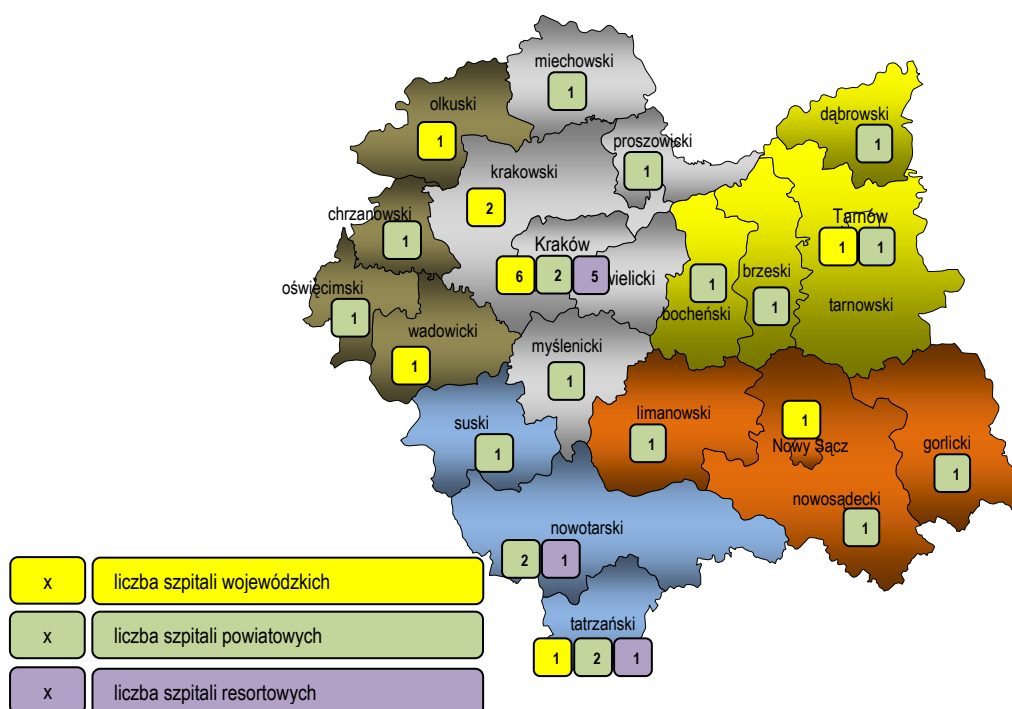 miechowski
1
olkuski
1
dąbrowski
1
proszowicki
1
krakowski
2
chrzanowski
1
Tarnów
1 1
Kraków
6 2 5
wielicki
bocheński
1
brzeski
1
tarnowski
oświęcimski
1
wadowicki
1
myślenicki
1
suski
1
limanowski
1
1
Nowy Sącz
gorlicki
1
nowosądecki
1
nowotarski
2 1
tatrzański
1 2 1
x liczba szpitali wojewódzkich
x liczba szpitali powiatowych
x liczba szpitali resortowych